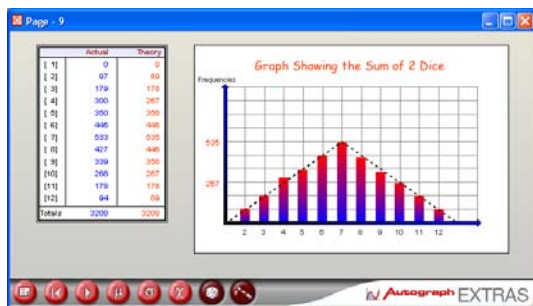 Page - 9
Actual Theory
[ 1] 0 0
[ 2] 97 89
[ 3] 179 178
[ 4] 300 267
[ 5] 350 356
[ 6] 446 446
[ 7] 533 535
[ 8] 427 446
[ 9] 339 356
[10] 266 267
[11] 178 178
[12] 94 89
Totals 3209 3209
Graph Showing the Sum of 2 Dice
Frequencies
535
267
2 3 4 5 6 7 8 9 10 11 12
μ σ
Autograph EXTRAS